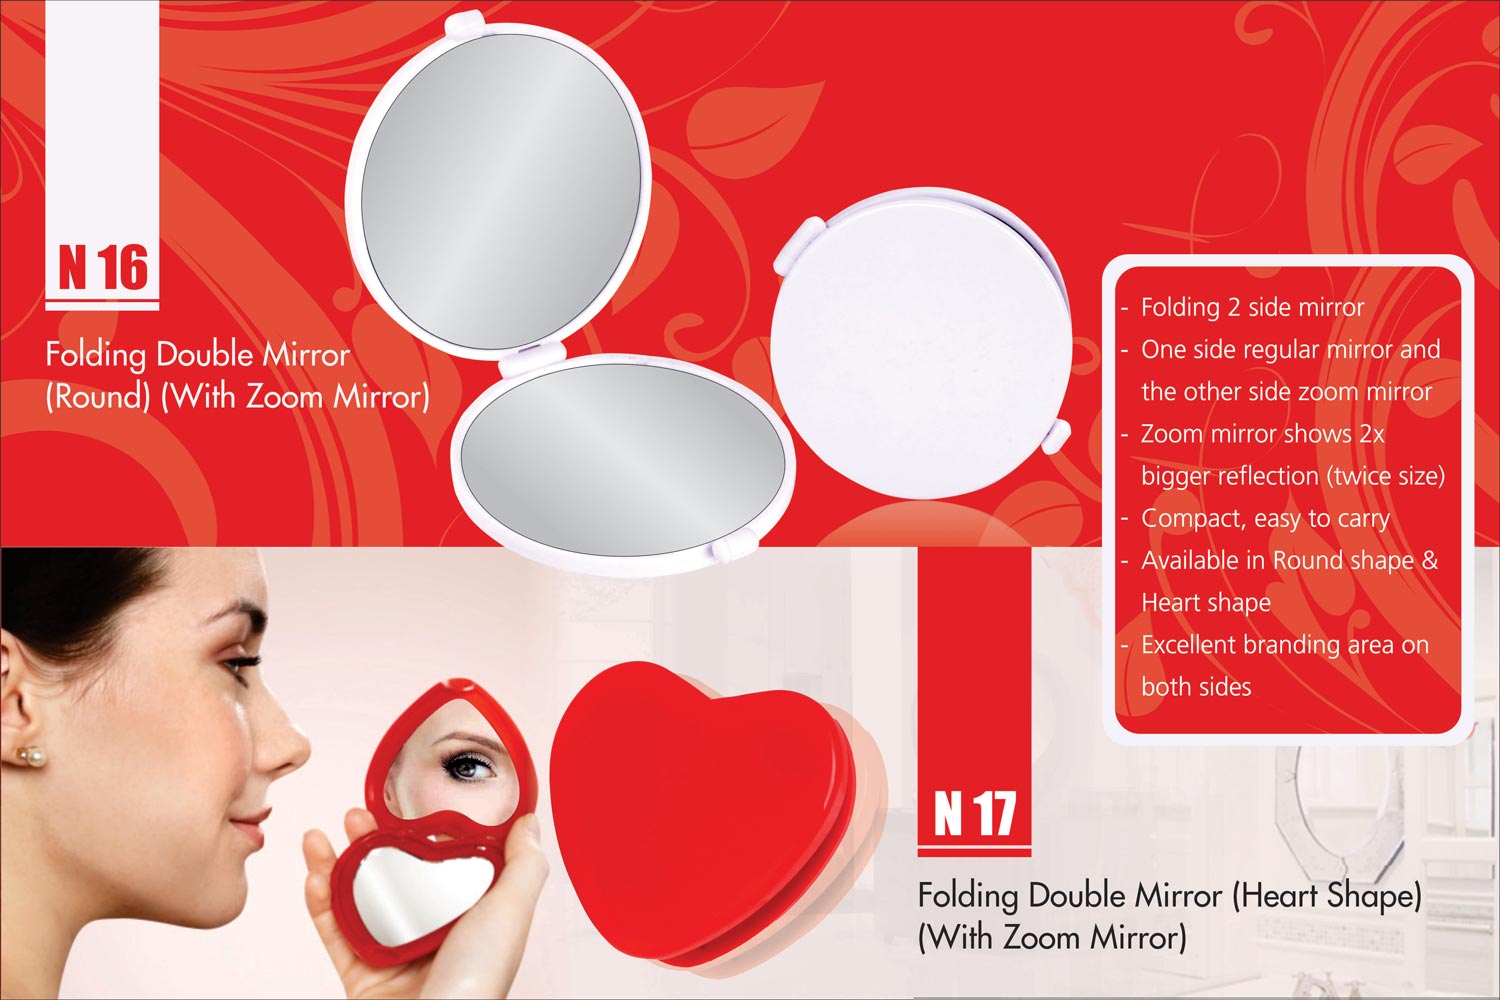 N 16
Folding Double Mirror
(Round) (With Zoom Mirror)
- Folding 2 side mirror
- One side regular mirror and
the other side zoom mirror
- Zoom mirror shows 2x
bigger reflection (twice size)
- Compact, easy to carry
- Available in Round shape &
Heart shape
- Excellent branding area on
both sides
N 17
Folding Double Mirror (Heart Shape)
(With Zoom Mirror)